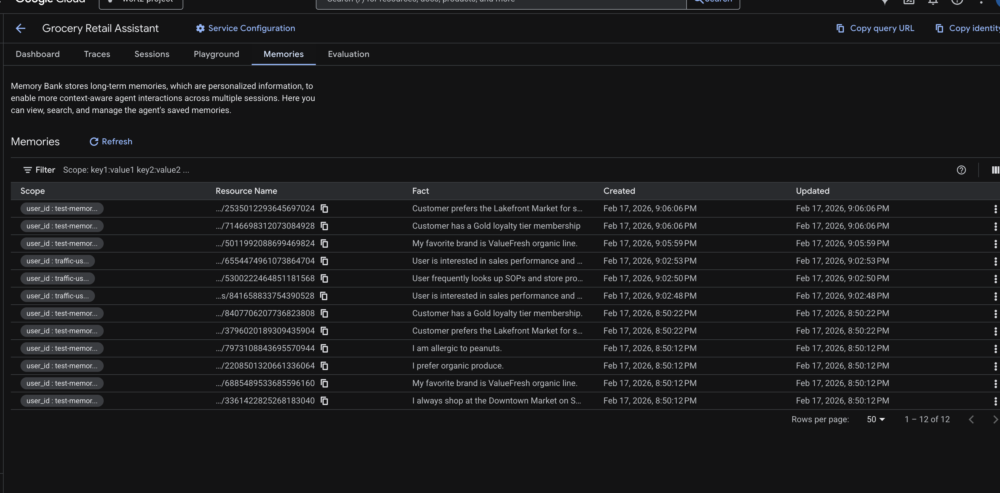 Google Cloud
wortz-project
Search (/) for resources, docs, products, and more
Search
Grocery Retail Assistant
Service Configuration
Copy query URL
Copy identity
Dashboard Traces Sessions Playground Memories Evaluation
Memory Bank stores long-term memories, which are personalized information, to
enable more context-aware agent interactions across multiple sessions. Here you
can view, search, and manage the agent's saved memories.
Memories Refresh
Filter Scope: key1:value1 key2:value2 ...
Scope Resource Name Fact Created Updated
user_id : test-memor... .../2535012293645697024 Customer prefers the Lakefront Market for s... Feb 17, 2026, 9:06:06 PM Feb 17, 2026, 9:06:06 PM
user_id : test-memor... .../7146698312073084928 Customer has a Gold loyalty tier membership Feb 17, 2026, 9:06:06 PM Feb 17, 2026, 9:06:06 PM
user_id : test-memor... .../5011992088699469824 My favorite brand is ValueFresh organic line. Feb 17, 2026, 9:05:59 PM Feb 17, 2026, 9:05:59 PM
user_id : traffic-us... .../6554474961073864704 User is interested in sales performance and ... Feb 17, 2026, 9:02:53 PM Feb 17, 2026, 9:02:53 PM
user_id : traffic-us... .../5300222464851181568 User frequently looks up SOPs and store pro... Feb 17, 2026, 9:02:50 PM Feb 17, 2026, 9:02:50 PM
user_id : traffic-us... ...s/841658833754390528 User is interested in sales performance and ... Feb 17, 2026, 9:02:48 PM Feb 17, 2026, 9:02:48 PM
user_id : test-memor... .../8407706207736823808 Customer has a Gold loyalty tier membership. Feb 17, 2026, 8:50:22 PM Feb 17, 2026, 8:50:22 PM
user_id : test-memor... .../3796020189309435904 Customer prefers the Lakefront Market for s... Feb 17, 2026, 8:50:22 PM Feb 17, 2026, 8:50:22 PM
user_id : test-memor... .../7973108843695570944 I am allergic to peanuts. Feb 17, 2026, 8:50:12 PM Feb 17, 2026, 8:50:12 PM
user_id : test-memor... .../2208501320661336064 I prefer organic produce. Feb 17, 2026, 8:50:12 PM Feb 17, 2026, 8:50:12 PM
user_id : test-memor... .../6885489533685596160 My favorite brand is ValueFresh organic line. Feb 17, 2026, 8:50:12 PM Feb 17, 2026, 8:50:12 PM
user_id : test-memor... .../3361422825268183040 I always shop at the Downtown Market on S... Feb 17, 2026, 8:50:12 PM Feb 17, 2026, 8:50:12 PM
Rows per page: 50 1 – 12 of 12